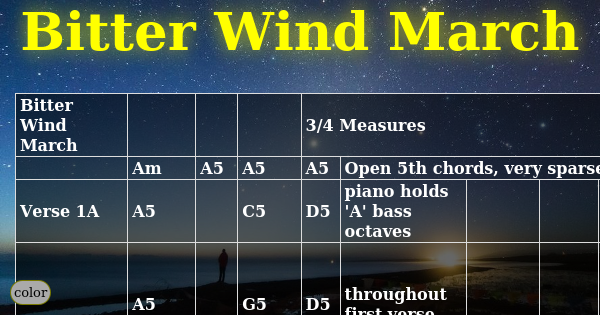 Bitter Wind March
Bitter
Wind
March
3/4 Measures
Am A5 A5 A5 Open 5th chords, very sparse
Verse 1A A5 C5 D5 piano holds
'A' bass
octaves
A5 G5 D5 throughout
first verse
color